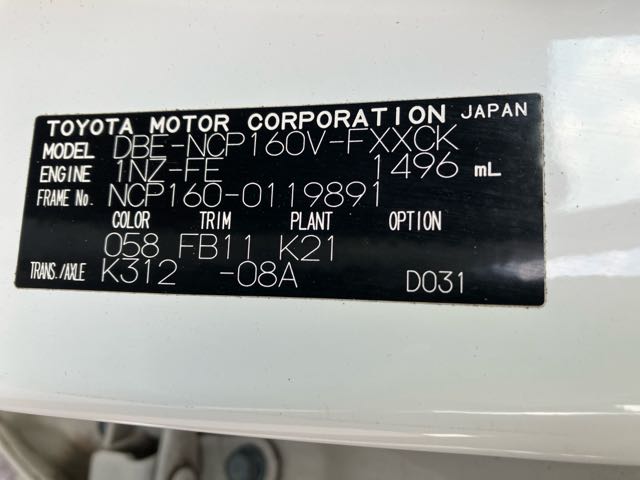 TOYOTA MOTOR CORPORATION JAPAN
MODEL DBE-NCP160V-FXXCK
ENGINE 1NZ-FE 1496 mL
FRAME No. NCP160-0119891
COLOR TRIM PLANT OPTION
058 FB11 K21
TRANS./AXLE K312 -08A D031